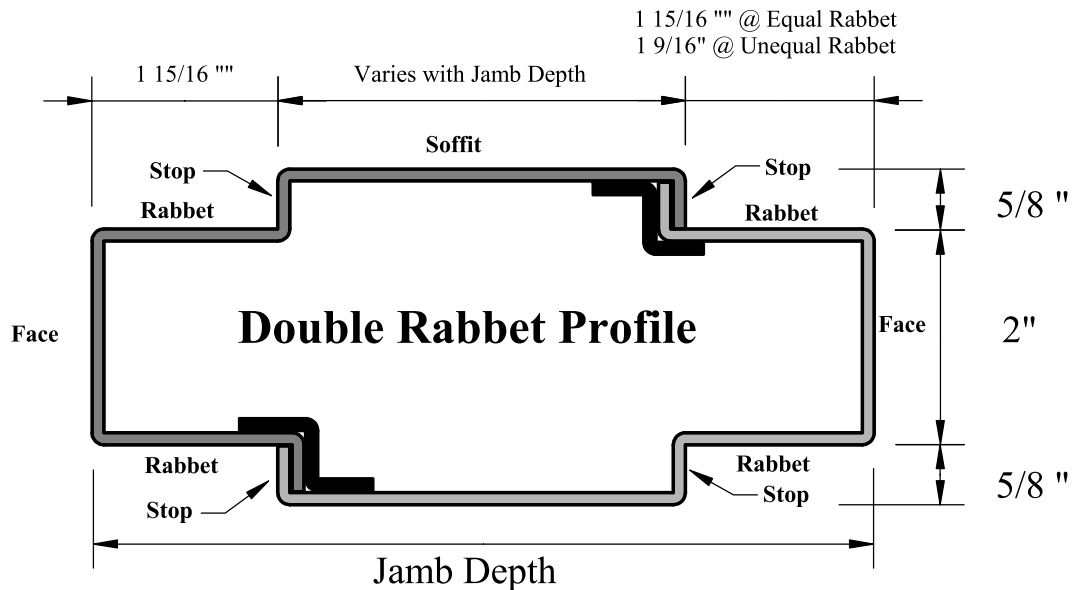 1 15/16 "" @ Equal Rabbet
1 9/16" @ Unequal Rabbet
1 15/16 ""
Varies with Jamb Depth
Soffit
Stop
Stop
Rabbet
Rabbet
5/8 "
Face
Double Rabbet Profile
Face
2"
Rabbet
Rabbet
Stop
Stop
5/8 "
Jamb Depth